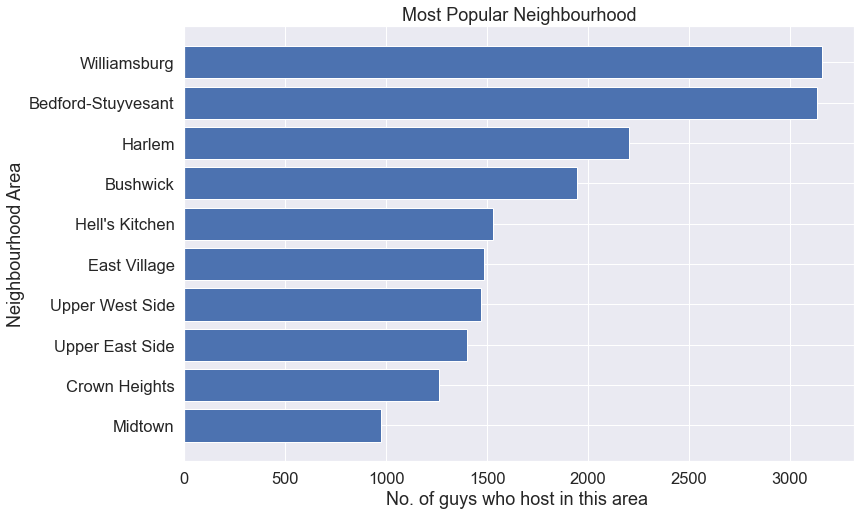 Most Popular Neighbourhood
Neighbourhood Area
Williamsburg
Bedford-Stuyvesant
Harlem
Bushwick
Hell's Kitchen
East Village
Upper West Side
Upper East Side
Crown Heights
Midtown
0 500 1000 1500 2000 2500 3000
No. of guys who host in this area